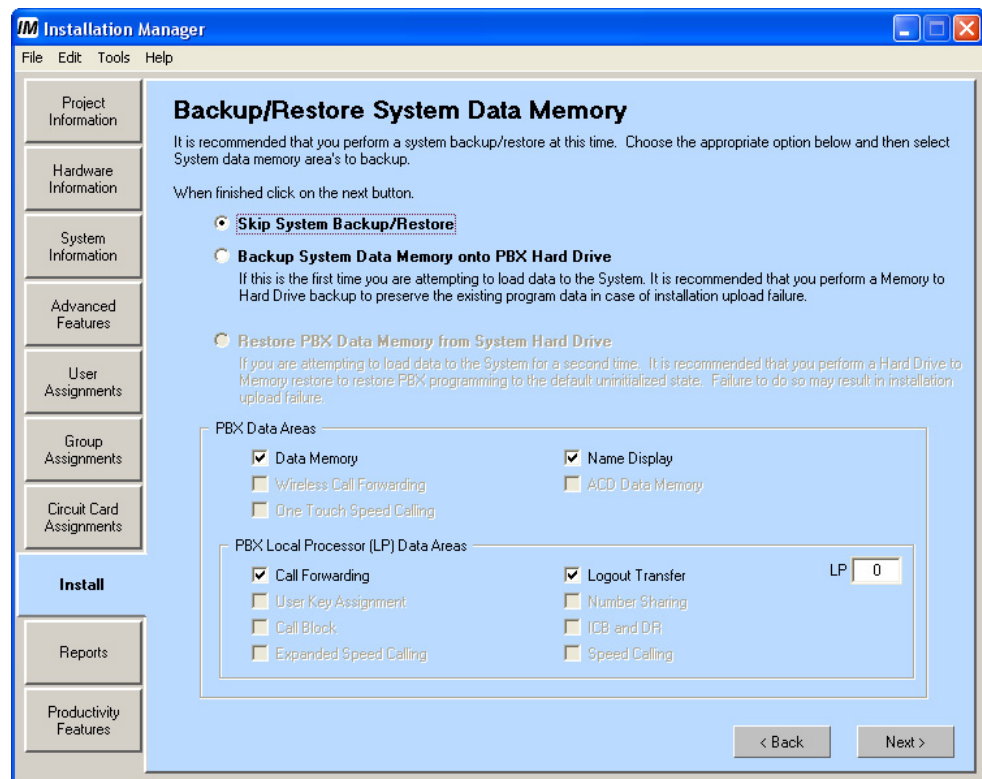 IM Installation Manager
File Edit Tools Help
Project
Information
Hardware
Information
System
Information
Advanced
Features
User
Assignments
Group
Assignments
Circuit Card
Assignments
Install
Reports
Productivity
Features
Backup/Restore System Data Memory
It is recommended that you perform a system backup/restore at this time. Choose the appropriate option below and then select
System data memory area's to backup.
When finished click on the next button.
Skip System Backup/Restore
Backup System Data Memory onto PBX Hard Drive
If this is the first time you are attempting to load data to the System. It is recommended that you perform a Memory to
Hard Drive backup to preserve the existing program data in case of installation upload failure.
Restore PBX Data Memory from System Hard Drive
If you are attempting to load data to the System for a second time. It is recommended that you perform a Hard Drive to
Memory restore to restore PBX programming to the default uninitialized state. Failure to do so may result in installation
upload failure.
PBX Data Areas
Data Memory Name Display
Wireless Call Forwarding ACD Data Memory
One Touch Speed Calling
PBX Local Processor (LP) Data Areas
Call Forwarding Logout Transfer LP 0
User Key Assignment Number Sharing
Call Block ICB and DR
Expanded Speed Calling Speed Calling
< Back Next >